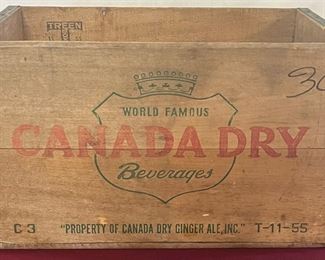 TREEN
WORLD FAMOUS
CANADA DRY
Beverages
C 3 "PROPERTY OF CANADA DRY GINGER ALE, INC." T-11-55